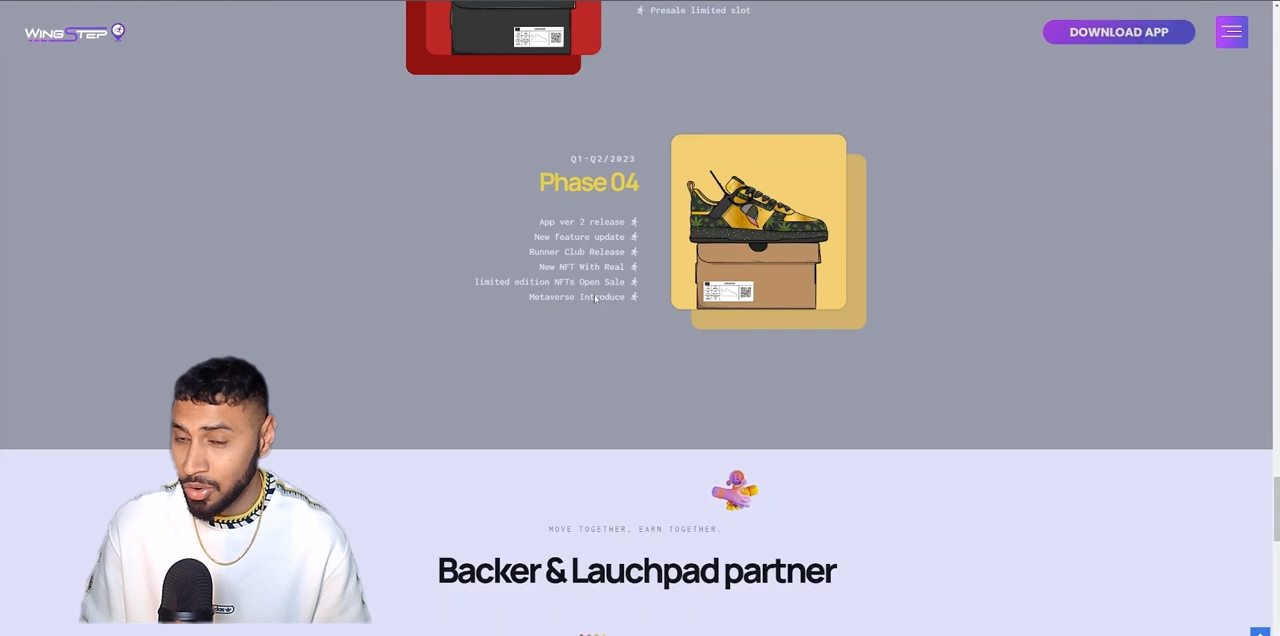 Presale limited slot
WINGSTEP
DOWNLOAD APP
Q1-Q2/2023
Phase 04
App ver 2 release
New feature update
Runner Club Release
New NFT With Real
limited edition NFTs Open Sale
Metaverse Introduce
MOVE TOGETHER, EARN TOGETHER.
Backer & Lauchpad partner